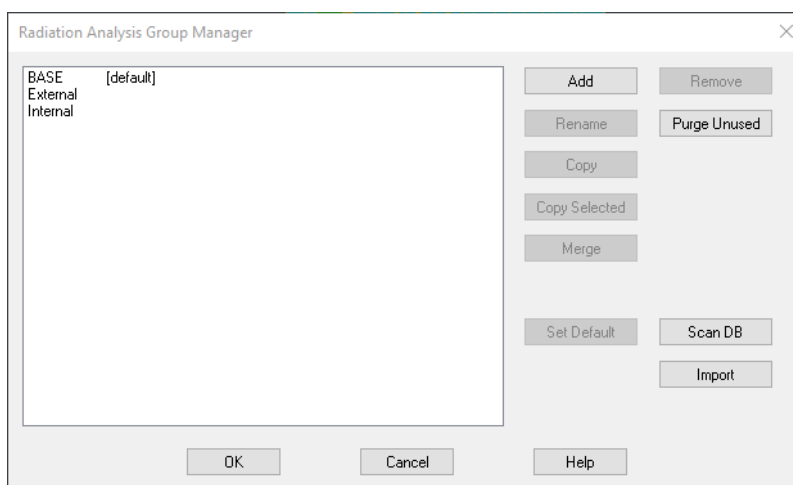 Radiation Analysis Group Manager
BASE [default]
External
Internal
Add
Remove
Rename
Purge Unused
Copy
Copy Selected
Merge
Set Default
Scan DB
Import
OK
Cancel
Help